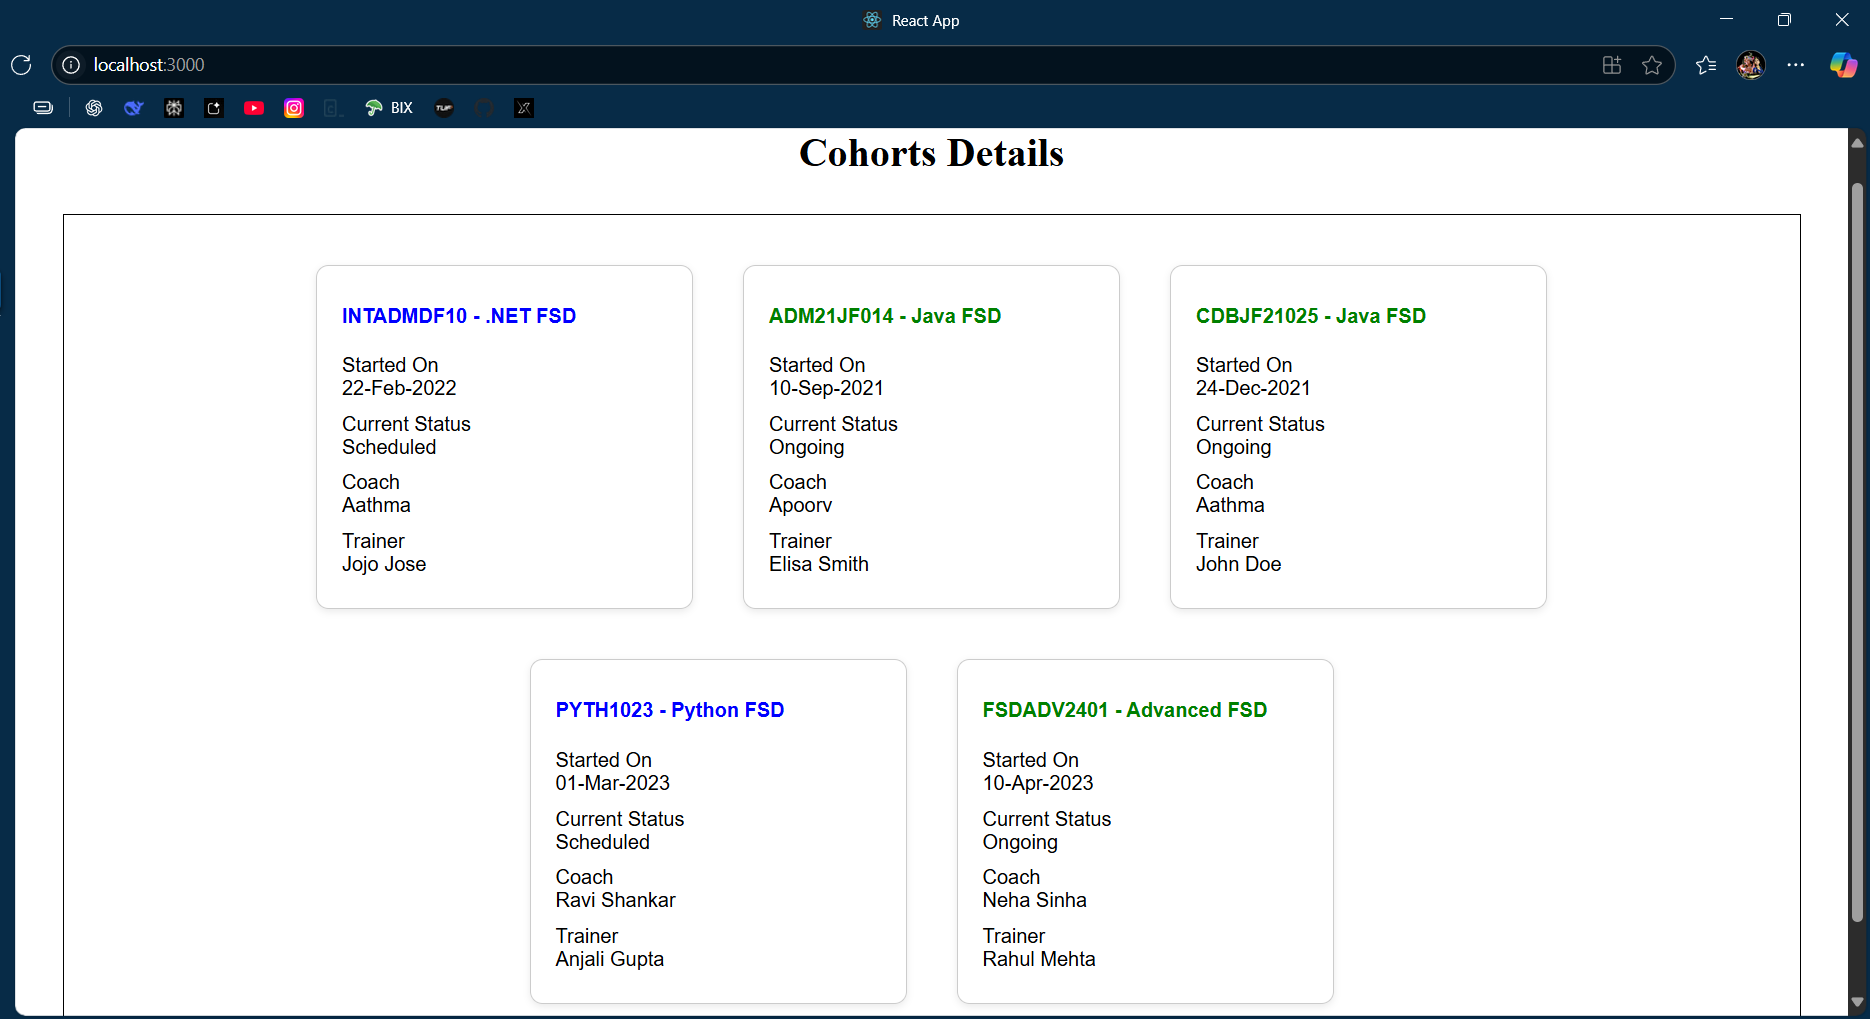 React App
localhost:3000
BIX
TUF
Cohorts Details
INTADMDF10 - .NET FSD
Started On
22-Feb-2022
Current Status
Scheduled
Coach
Aathma
Trainer
Jojo Jose
ADM21JF014 - Java FSD
Started On
10-Sep-2021
Current Status
Ongoing
Coach
Apoorv
Trainer
Elisa Smith
CDBJF21025 - Java FSD
Started On
24-Dec-2021
Current Status
Ongoing
Coach
Aathma
Trainer
John Doe
PYTH1023 - Python FSD
Started On
01-Mar-2023
Current Status
Scheduled
Coach
Ravi Shankar
Trainer
Anjali Gupta
FSDADV2401 - Advanced FSD
Started On
10-Apr-2023
Current Status
Ongoing
Coach
Neha Sinha
Trainer
Rahul Mehta